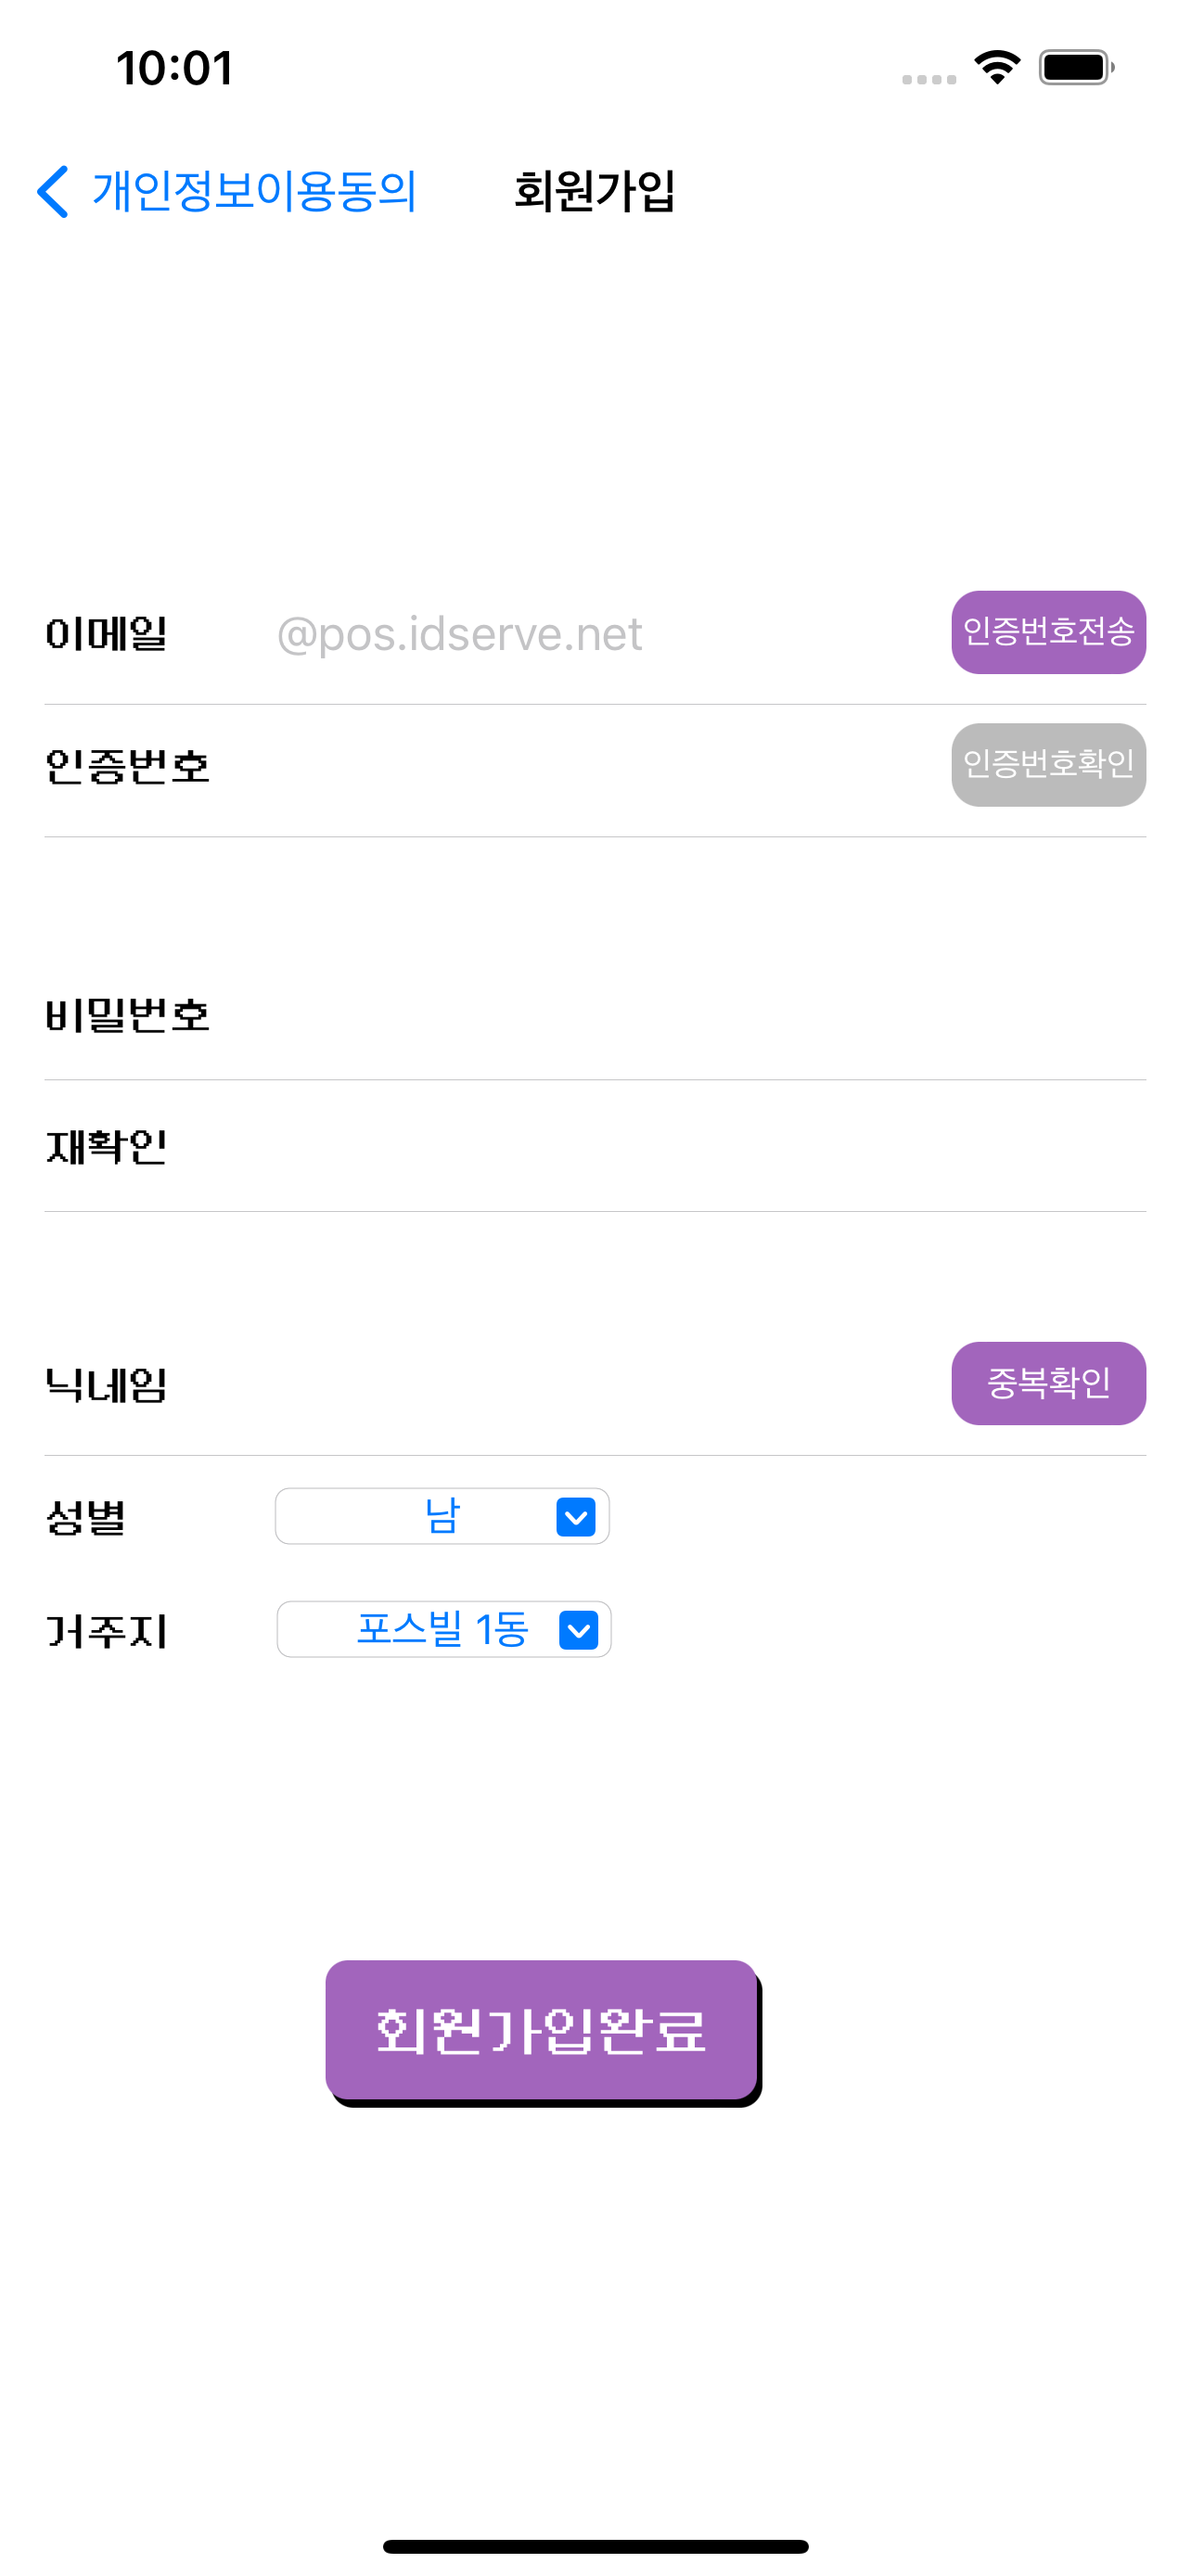 10:01
개인정보이용동의 회원가입
이메일 @pos.idserve.net 인증번호전송
인증번호 인증번호확인
비밀번호
재확인
닉네임 중복확인
성별 남
거주지 포스빌 1동
회원가입완료